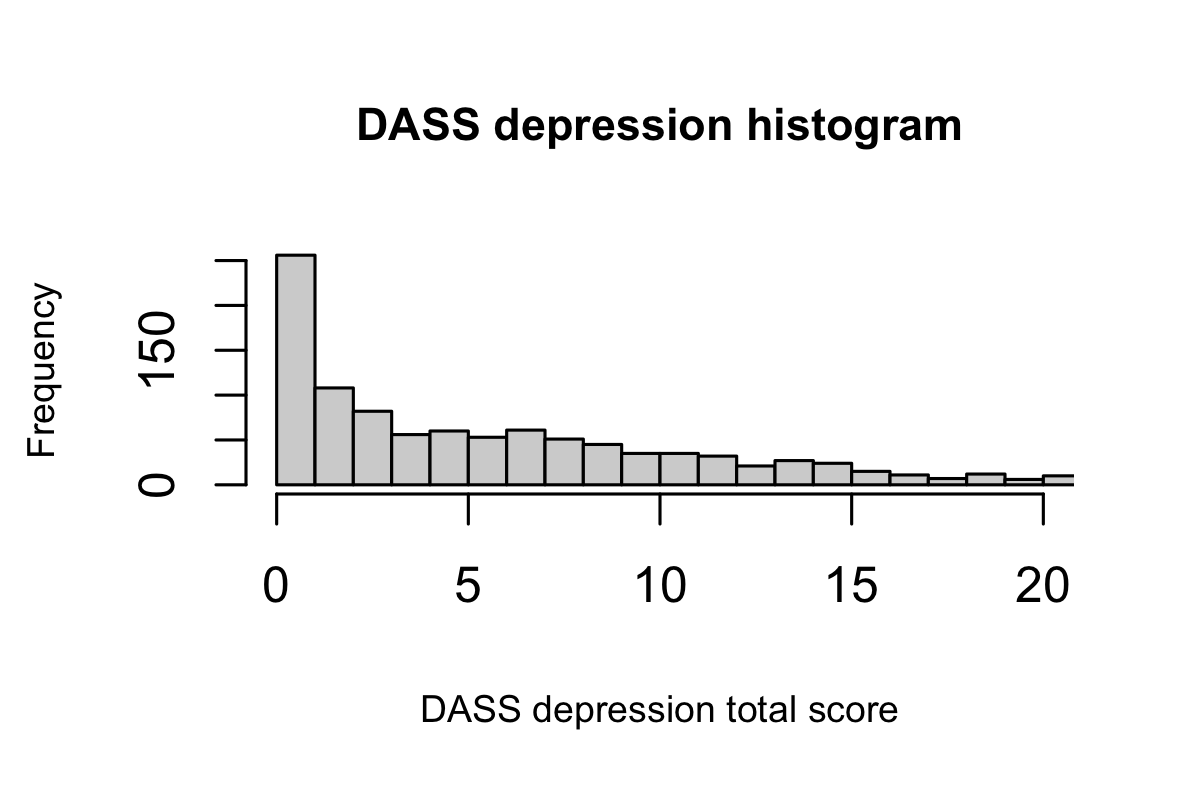 DASS depression histogram
Frequency
150
0
0 5 10 15 20
DASS depression total score